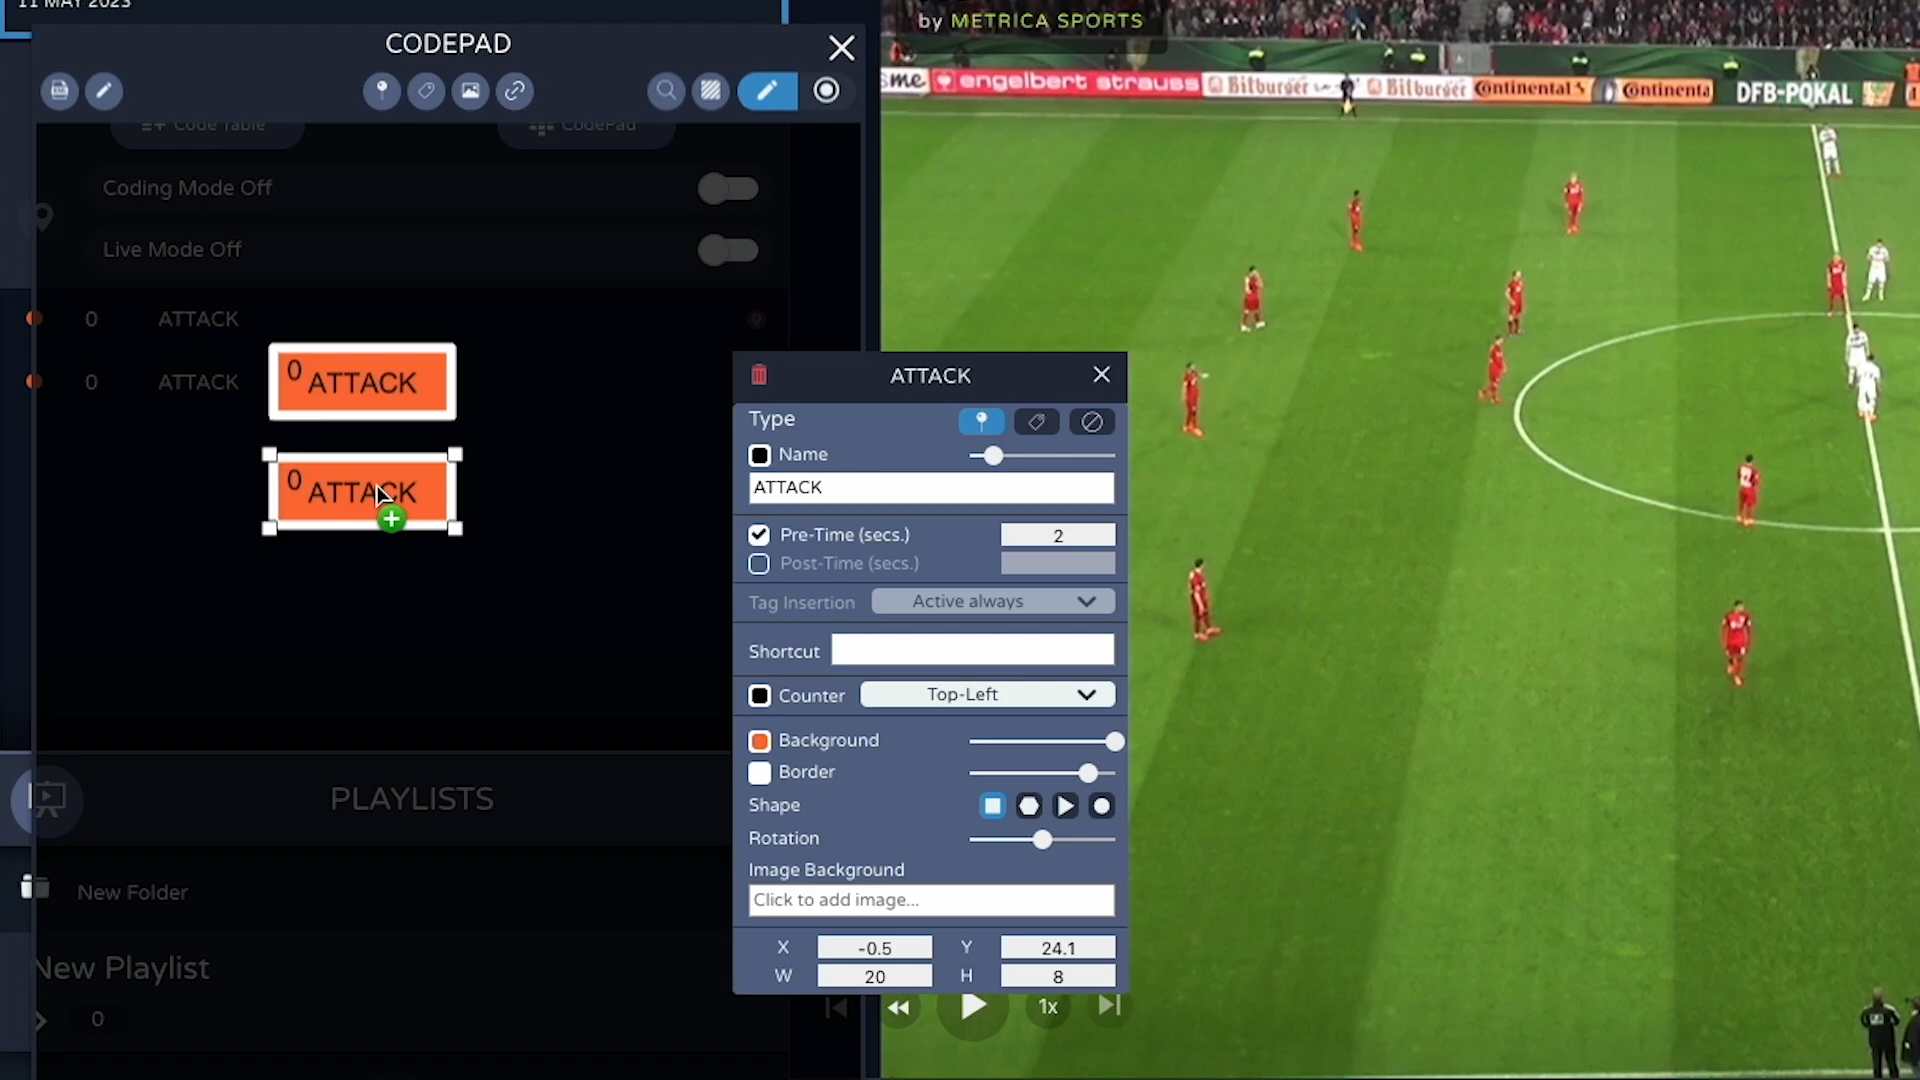 11 MAY 2023
CODEPAD
by METRICA SPORTS
Code Table
CodePad
Coding Mode Off
Live Mode Off
0 ATTACK
0 ATTACK
0 ATTACK
0 ATTACK
ATTACK
Type
Name
ATTACK
Pre-Time (secs.) 2
Post-Time (secs.)
Tag Insertion Active always
Shortcut
Counter Top-Left
Background
Border
Shape
Rotation
Image Background
Click to add image...
X -0.5 Y 24.1
W 20 H 8
PLAYLISTS
New Folder
New Playlist
0
1x
me engelbert strauss Bitburger Bitburger Continental Continenta DFB-POKAL